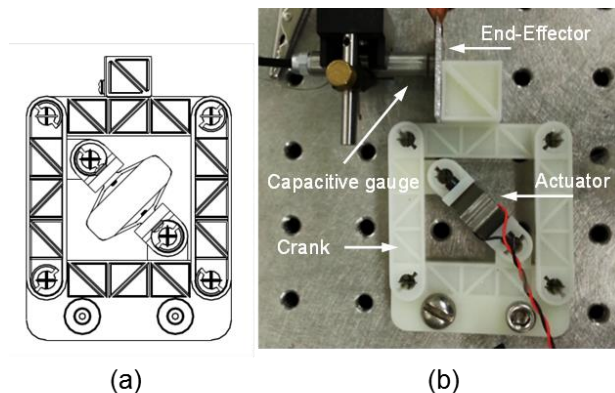 End-Effector
Capacitive gauge
Actuator
Crank
(a)
(b)